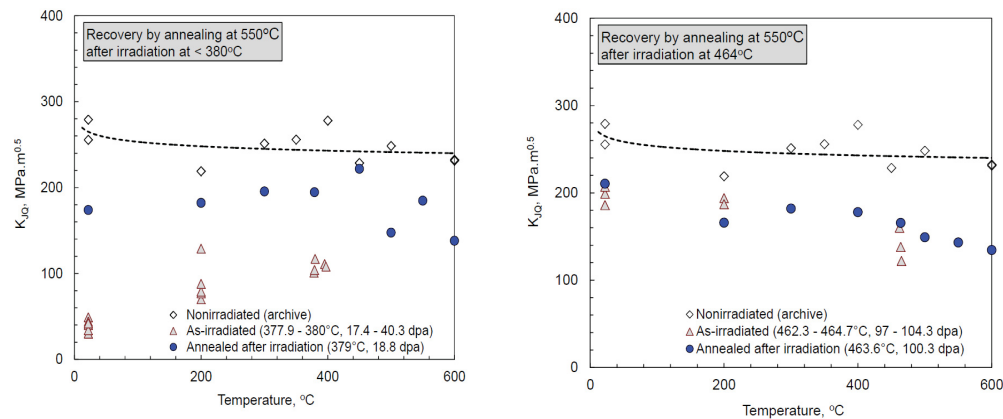 Recovery by annealing at 550°C
after irradiation at < 380°C
400
300
200
100
0
K_JQ, MPa.m^0.5
Nonirradiated (archive)
As-irradiated (377.9 - 380°C, 17.4 - 40.3 dpa)
Annealed after irradiation (379°C, 18.8 dpa)
0 200 400 600
Temperature, °C
Recovery by annealing at 550°C
after irradiation at 464°C
400
300
200
100
0
K_JQ, MPa.m^0.5
Nonirradiated (archive)
As-irradiated (462.3 - 464.7°C, 97 - 104.3 dpa)
Annealed after irradiation (463.6°C, 100.3 dpa)
0 200 400 600
Temperature, °C